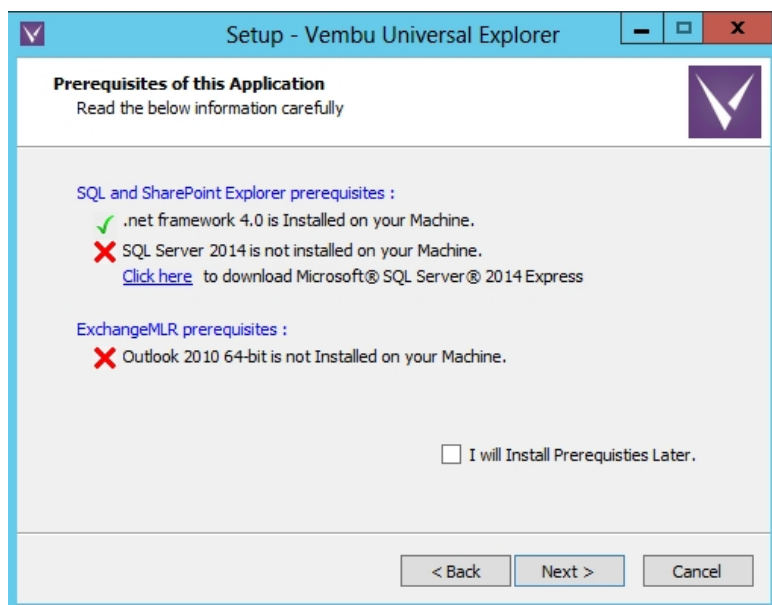 Setup - Vembu Universal Explorer
Prerequisites of this Application
Read the below information carefully
SQL and SharePoint Explorer prerequisites :
.net framework 4.0 is Installed on your Machine.
SQL Server 2014 is not installed on your Machine.
Click here to download Microsoft® SQL Server® 2014 Express
ExchangeMLR prerequisites :
Outlook 2010 64-bit is not Installed on your Machine.
I will Install Prerequisties Later.
< Back Next > Cancel